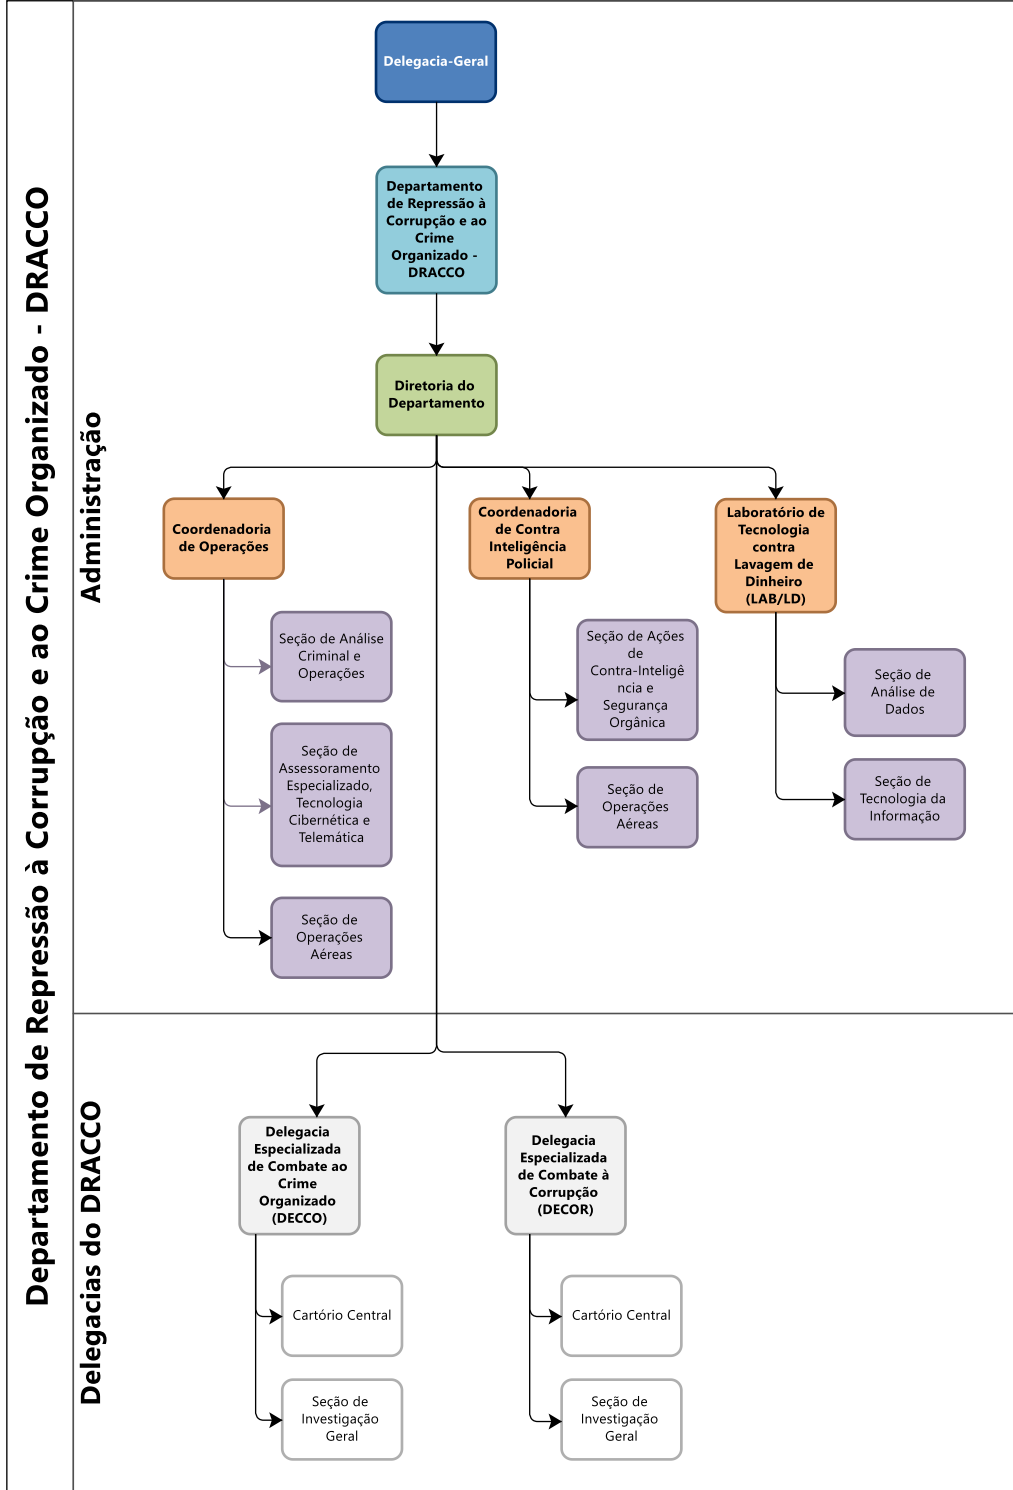 Departamento de Repressão à Corrupção e ao Crime Organizado - DRACCO
Administração
Delegacia-Geral
Departamento
de Repressão à
Corrupção e ao
Crime
Organizado -
DRACCO
Diretoria do
Departamento
Coordenadoria
de Operações
Seção de Análise
Criminal e
Operações
Seção de
Assessoramento
Especializado,
Tecnologia
Cibernética e
Telemática
Seção de
Operações
Aéreas
Coordenadoria
de Contra
Inteligência
Policial
Seção de Ações
de
Contra-Inteligê
ncia e
Segurança
Orgânica
Seção de
Operações
Aéreas
Laboratório de
Tecnologia
contra
Lavagem de
Dinheiro
(LAB/LD)
Seção de
Análise de
Dados
Seção de
Tecnologia da
Informação
Delegacias do DRACCO
Delegacia
Especializada
de Combate ao
Crime
Organizado
(DECCO)
Cartório Central
Seção de
Investigação
Geral
Delegacia
Especializada
de Combate à
Corrupção
(DECOR)
Cartório Central
Seção de
Investigação
Geral